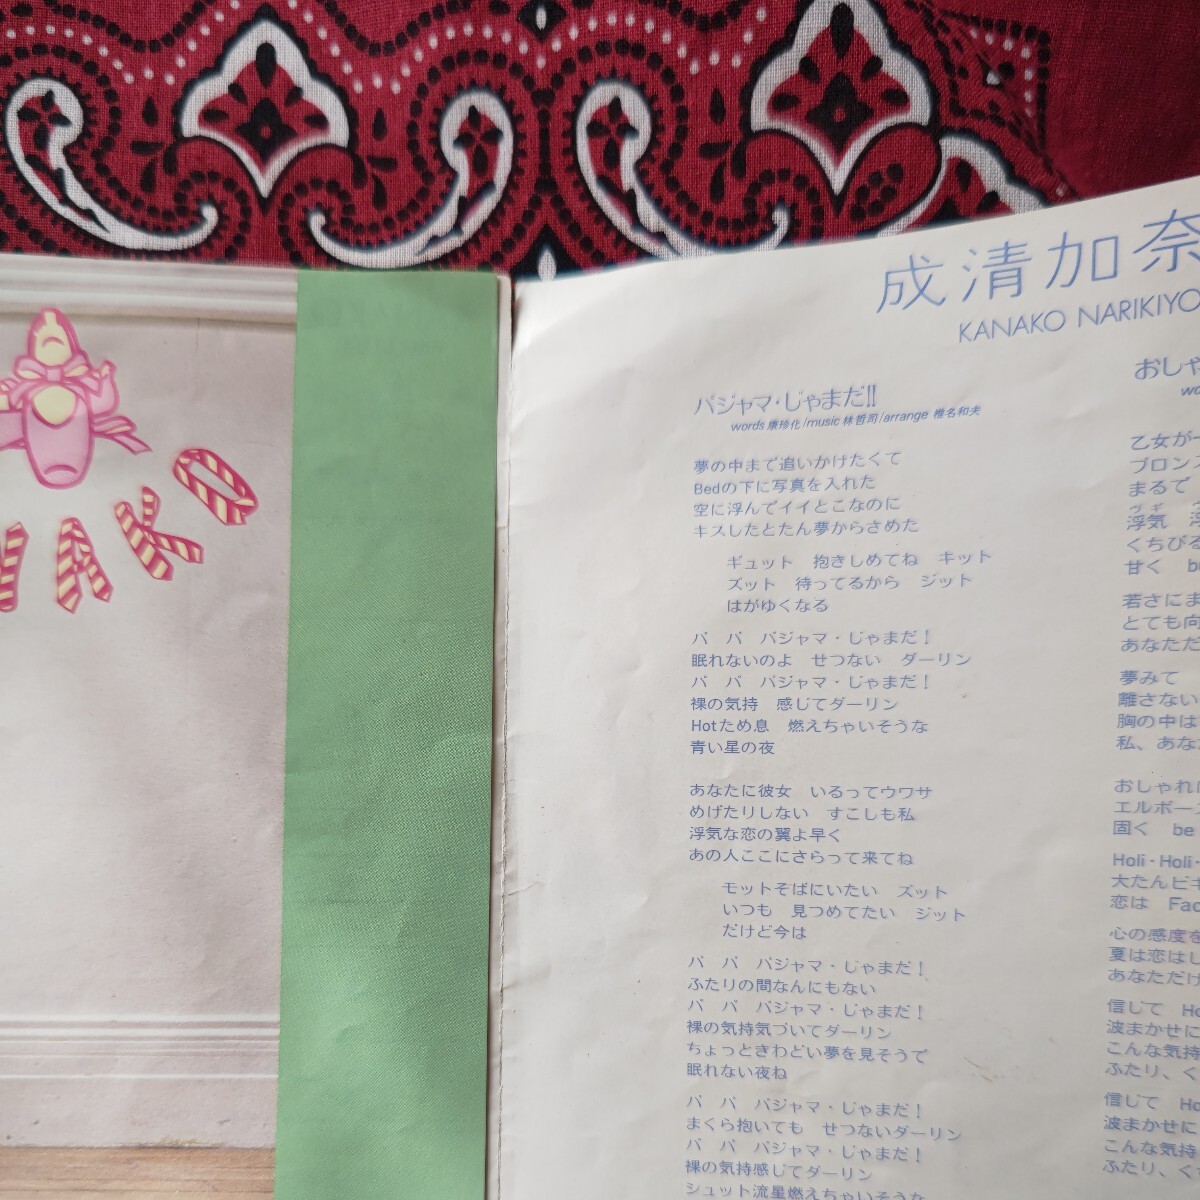 NAKO
成清加奈
KANAKO NARIKIYO
パジャマ・じゃまだ!!
words 康珍化/music 林哲司/arrange 椎名和夫
夢の中まで追いかけたくて
Bedの下に写真を入れた
空に浮んでイイとこなのに
キスしたとたん夢からさめた
ギュット　抱きしめてね　キット
ズット　待ってるから　ジット
はがゆくなる
パ　パ　パジャマ・じゃまだ！
眠れないのよ　せつない　ダーリン
パ　パ　パジャマ・じゃまだ！
裸の気持　感じてダーリン
Hotため息　燃えちゃいそうな
青い星の夜
あなたに彼女　いるってウワサ
めげたりしない　すこしも私
浮気な恋の翼よ早く
あの人ここにさらって来てね
モットそばにいたい　ズット
いつも　見つめてたい　ジット
だけど今は
パ　パ　パジャマ・じゃまだ！
ふたりの間なんにもない
パ　パ　パジャマ・じゃまだ！
裸の気持気づいてダーリン
ちょっときわどい夢を見そうで
眠れない夜ね
パ　パ　パジャマ・じゃまだ！
まくら抱いても　せつないダーリン
パ　パ　パジャマ・じゃまだ！
裸の気持感じてダーリン
シュット流星燃えちゃいそうな
おしゃ
wo
乙女が
ブロン
まるで
ウギ
浮気
くちびる
甘く　b
若さにま
とても向
あなただ
夢みて
離さない
胸の中は
私、あな
おしゃれに
エルボー
固く　be
Holi-Holi-
大たんビキ
恋は　Fac
心の感度を
夏は恋はし
あなただけ
信じて　Ho
波まかせに
こんな気持
ふたり、く
信じて　Ho
波まかせに
こんな気持
ふたり、く